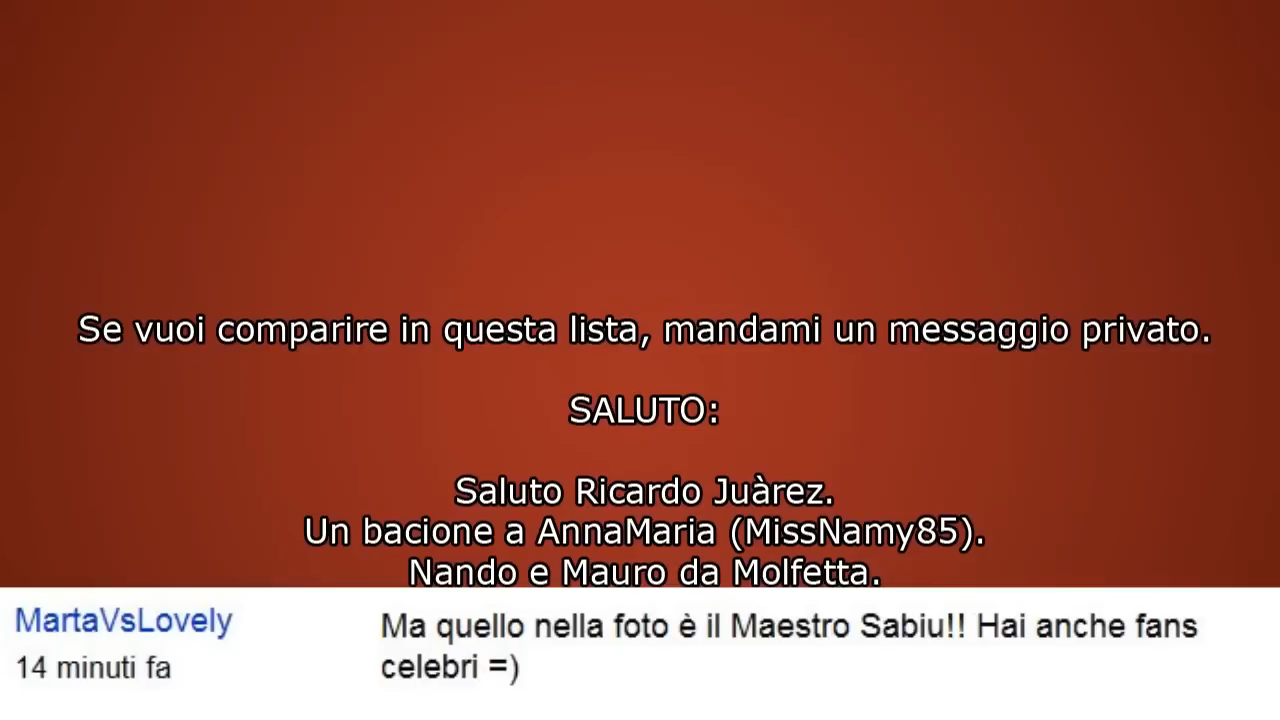 Se vuoi comparire in questa lista, mandami un messaggio privato.
SALUTO:
Saluto Ricardo Juàrez.
Un bacione a AnnaMaria (MissNamy85).
Nando e Mauro da Molfetta.
MartaVsLovely
14 minuti fa
Ma quello nella foto è il Maestro Sabiu!! Hai anche fans
celebri =)